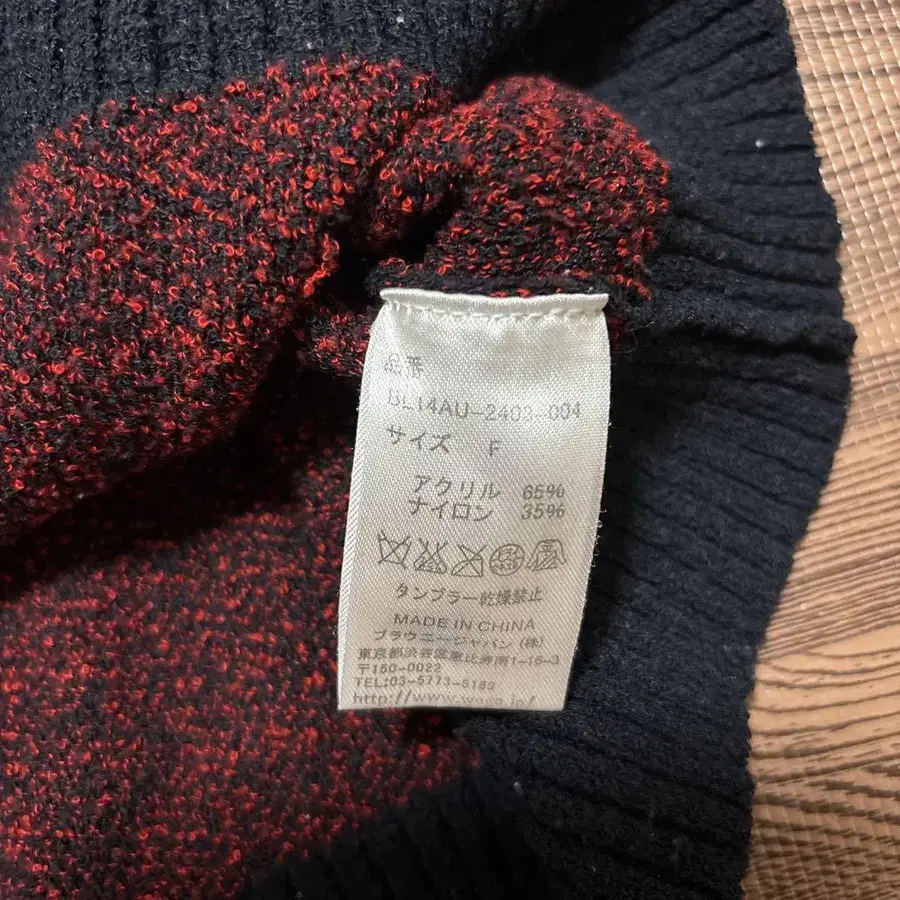 品番
BL14AU-2403-004
サイズ F
アクリル 65%
ナイロン 35%
タンブラー乾燥禁止
MADE IN CHINA
ブラウニージャパン(株)
東京都渋谷区恵比寿南1-16-3
〒150-0022
TEL:03-5773-5189